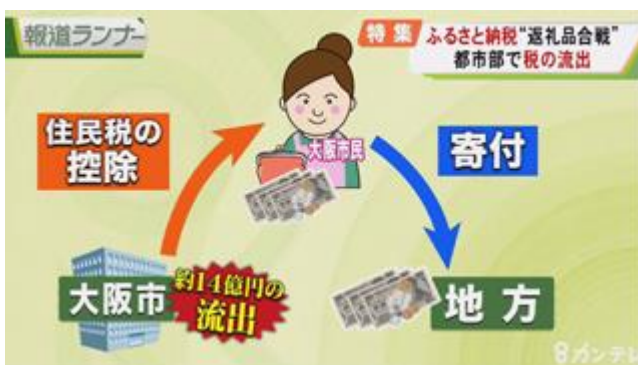 報道ランナー
特集
ふるさと納税"返礼品合戦"
都市部で税の流出
住民税の
控除
大阪市民
寄付
大阪市
約14億円の
流出
地方
8カンテレ